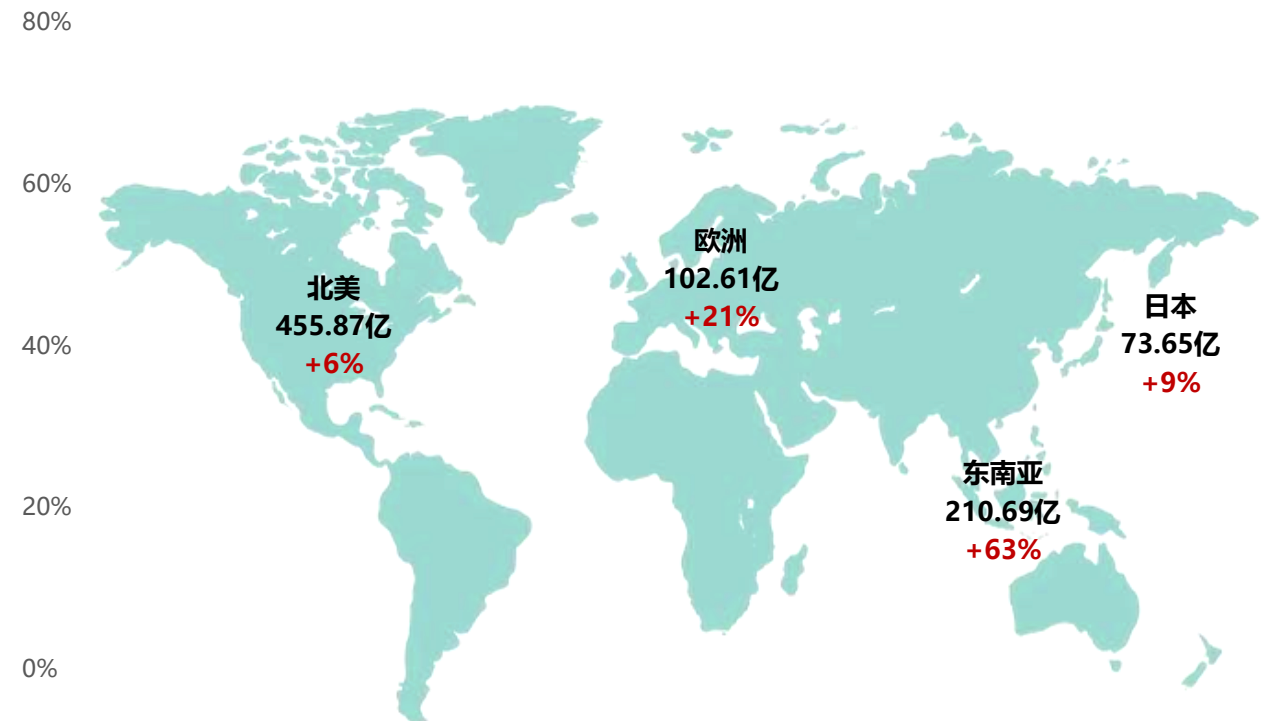 80%
60%
40%
20%
0%
北美
455.87亿
+6%
欧洲
102.61亿
+21%
日本
73.65亿
+9%
东南亚
210.69亿
+63%